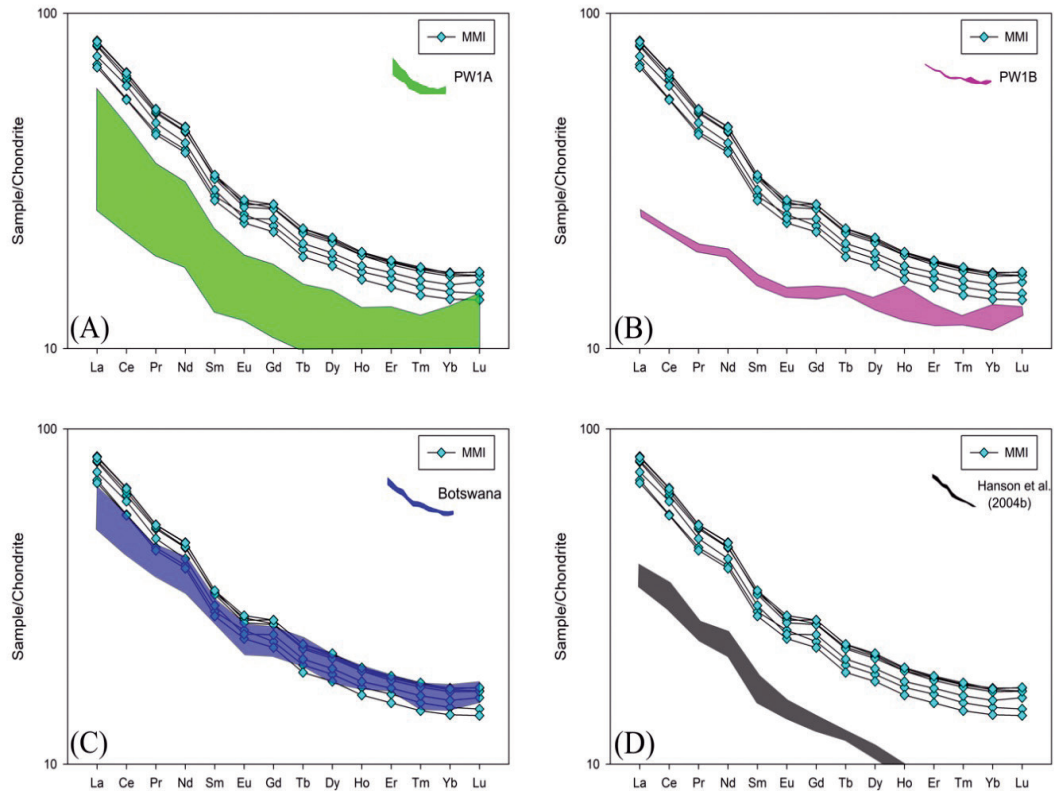 100
MMI
PW1A
Sample/Chondrite
(A)
10
La Ce Pr Nd Sm Eu Gd Tb Dy Ho Er Tm Yb Lu
100
MMI
PW1B
Sample/Chondrite
(B)
10
La Ce Pr Nd Sm Eu Gd Tb Dy Ho Er Tm Yb Lu
100
MMI
Botswana
Sample/Chondrite
(C)
10
La Ce Pr Nd Sm Eu Gd Tb Dy Ho Er Tm Yb Lu
100
MMI
Hanson et al.
(2004b)
Sample/Chondrite
(D)
10
La Ce Pr Nd Sm Eu Gd Tb Dy Ho Er Tm Yb Lu